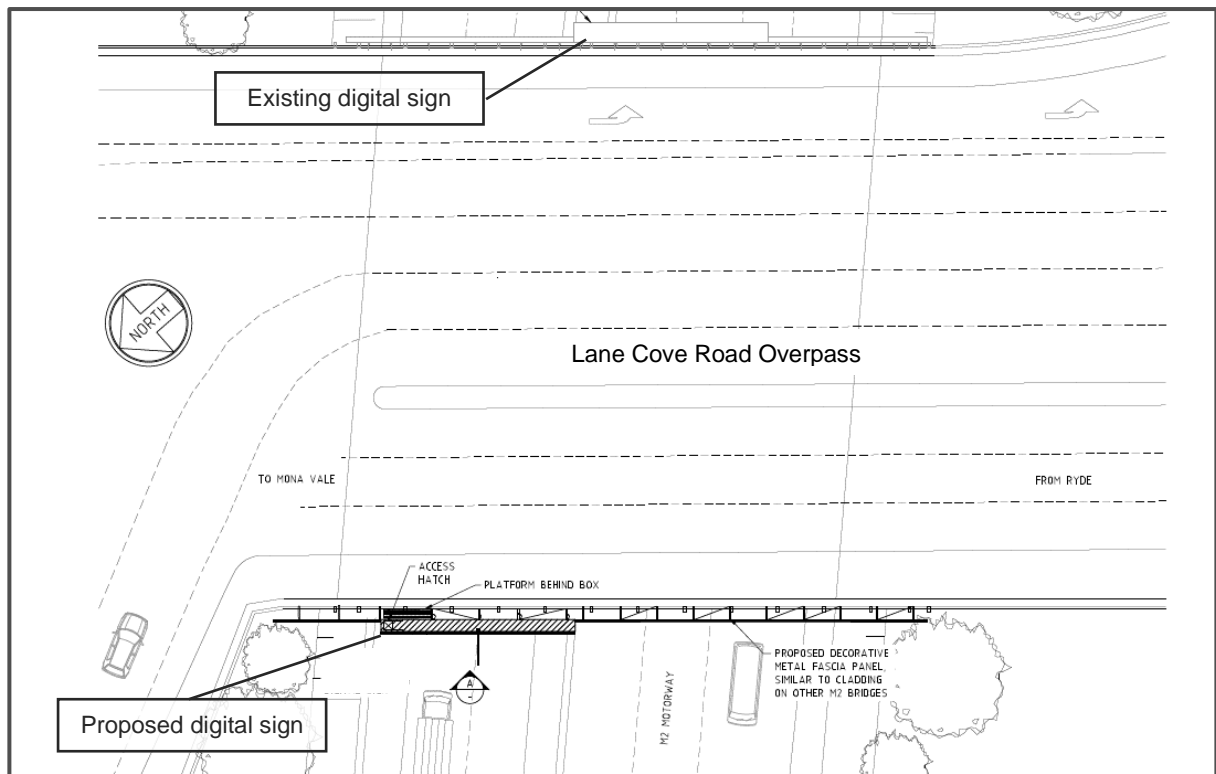 Existing digital sign
NORTH
Lane Cove Road Overpass
TO MONA VALE
FROM RYDE
ACCESS
HATCH
PLATFORM BEHIND BOX
PROPOSED DECORATIVE
METAL FASCIA PANEL,
SIMILAR TO CLADDING
ON OTHER M2 BRIDGES
A
-
M2 MOTORWAY
Proposed digital sign